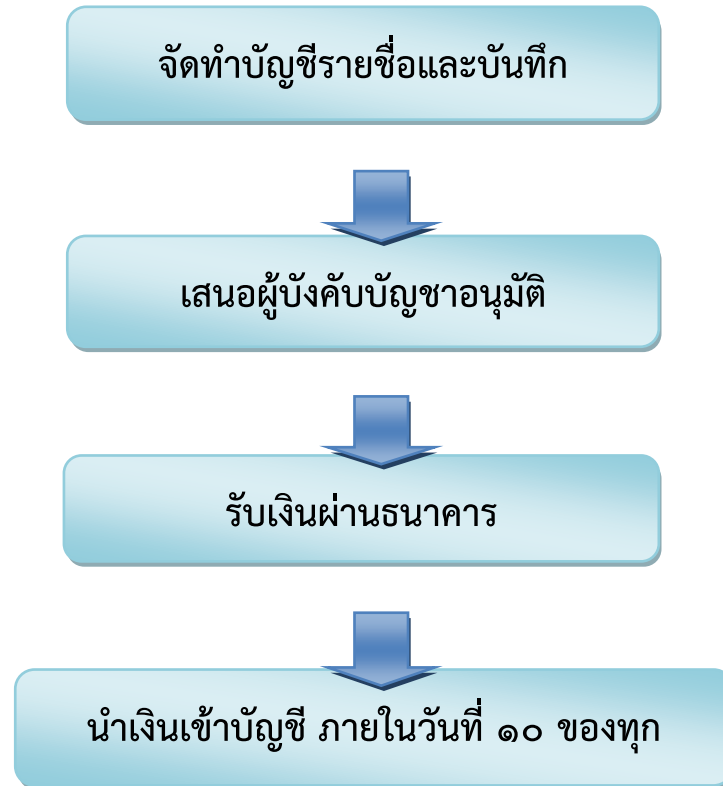 จัดทำบัญชีรายชื่อและบันทึก
เสนอผู้บังคับบัญชาอนุมัติ
รับเงินผ่านธนาคาร
นำเงินเข้าบัญชี ภายในวันที่ ๑๐ ของทุก